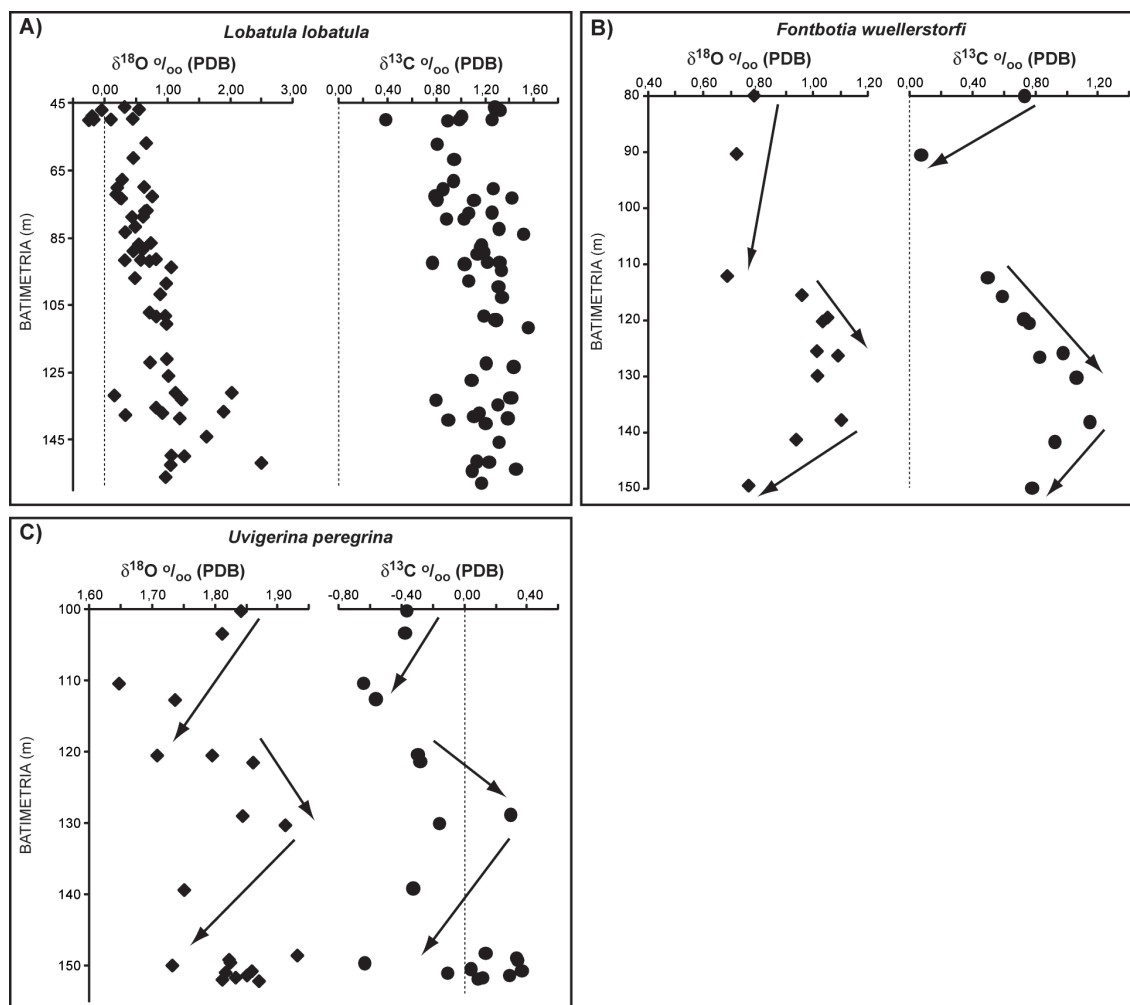 A) Lobatula lobatula
δ18O o/oo (PDB) δ13C o/oo (PDB)
0,00 1,00 2,00 3,00 0,00 0,40 0,80 1,20 1,60
45
65
85
105
125
145
BATIMETRIA (m)
B) Fontbotia wuellerstorfi
δ18O o/oo (PDB) δ13C o/oo (PDB)
0,40 0,60 0,80 1,00 1,20 0,00 0,40 0,80 1,20
80
90
100
110
120
130
140
150
BATIMETRIA (m)
C) Uvigerina peregrina
δ18O o/oo (PDB) δ13C o/oo (PDB)
1,60 1,70 1,80 1,90 -0,80 -0,40 0,00 0,40
100
110
120
130
140
150
BATIMETRIA (m)